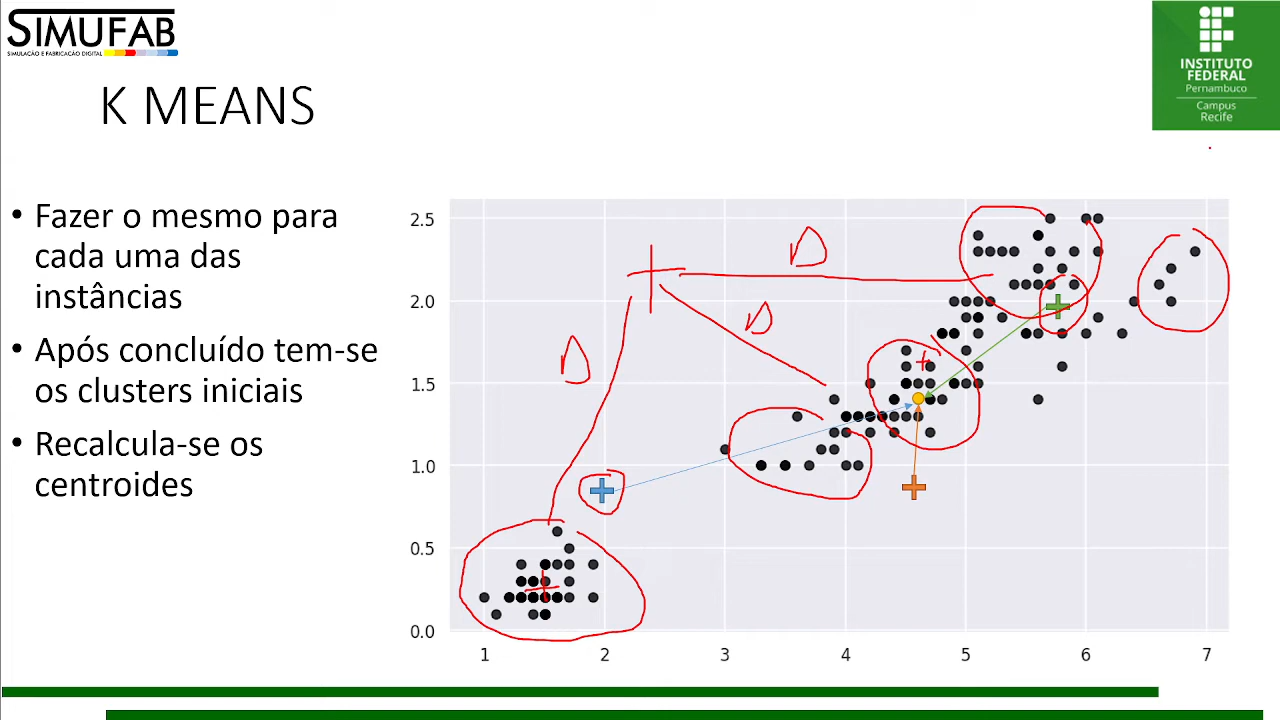 SIMUFAB
SIMULAÇÃO E FABRICAÇÃO DIGITAL
INSTITUTO
FEDERAL
Pernambuco
Campus
Recife
K MEANS
• Fazer o mesmo para
cada uma das
instâncias
• Após concluído tem-se
os clusters iniciais
• Recalcula-se os
centroides
2.5
2.0
1.5
1.0
0.5
0.0
1 2 3 4 5 6 7
D
D
D